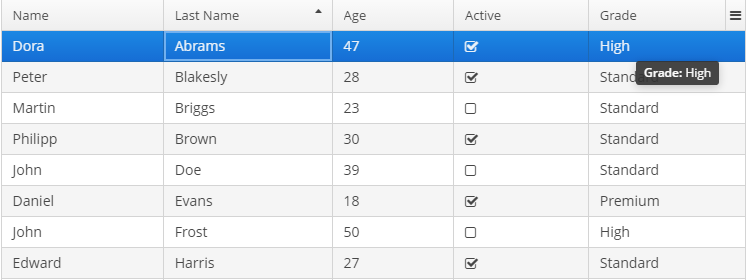 Name Last Name Age Active Grade
Dora Abrams 47 High
Peter Blakesly 28
Grade: High
Martin Briggs 23 Standard
Philipp Brown 30 Standard
John Doe 39 Standard
Daniel Evans 18 Premium
John Frost 50 High
Edward Harris 27 Standard